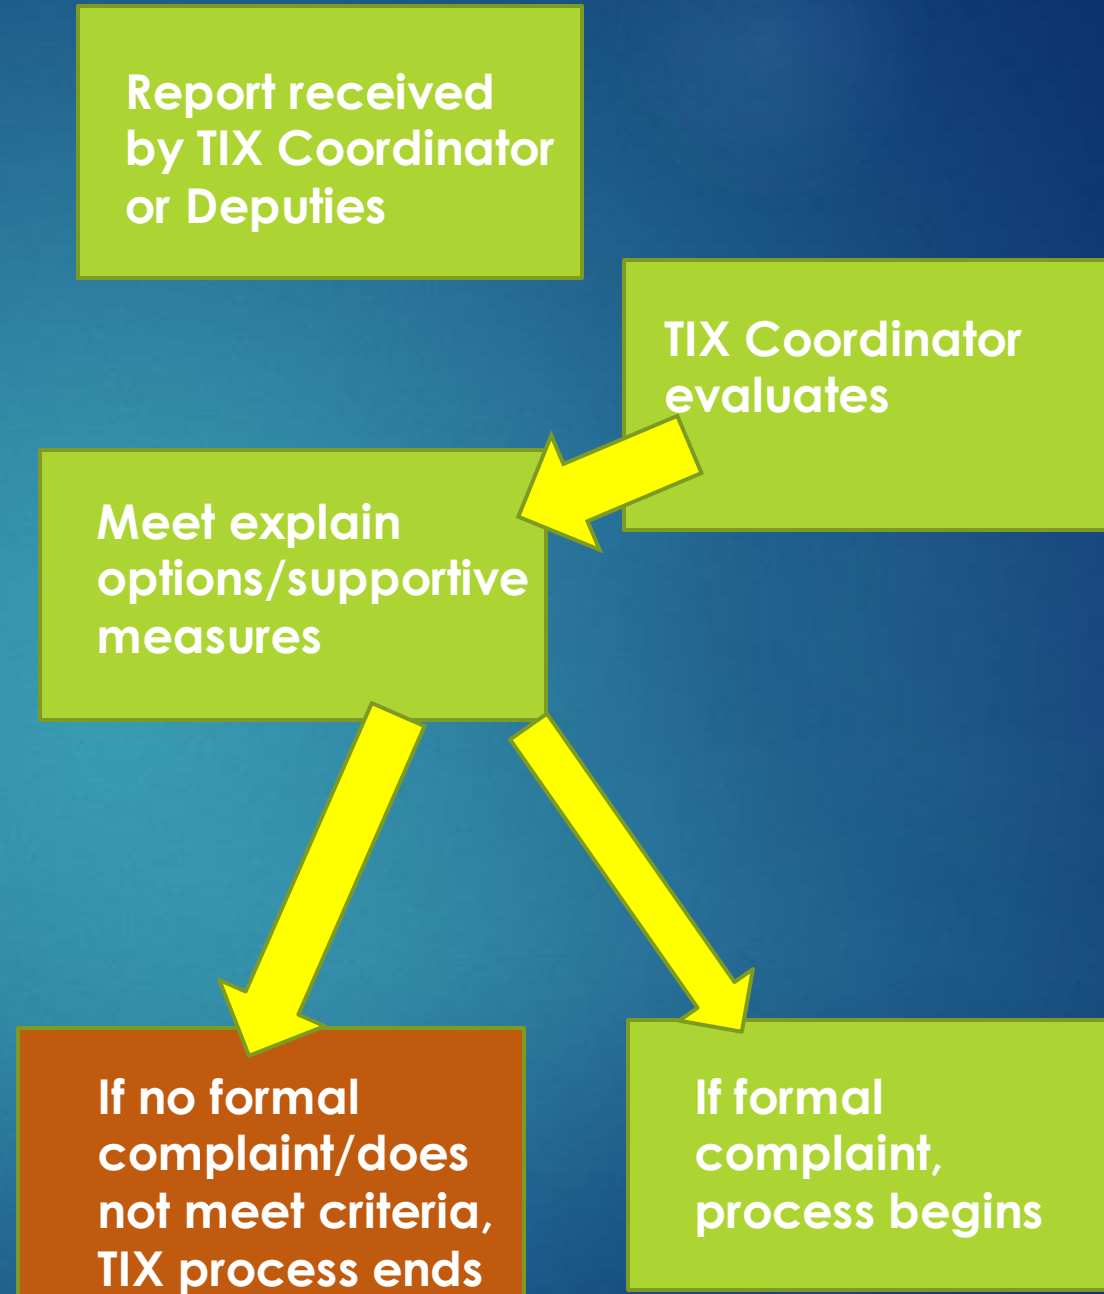 Report received
by TIX Coordinator
or Deputies
TIX Coordinator
evaluates
Meet explain
options/supportive
measures
If no formal
complaint/does
not meet criteria,
TIX process ends
If formal
complaint,
process begins